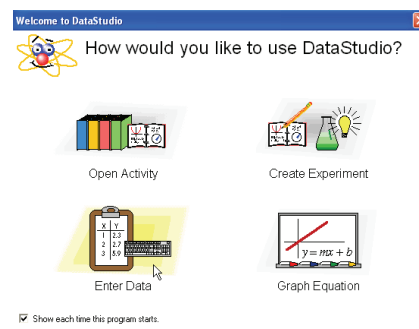 Welcome to DataStudio
How would you like to use DataStudio?
Open Activity
Create Experiment
X Y
1 2.3
2 2.7
3 5.9
y = mx + b
Enter Data
Graph Equation
Show each time this program starts.